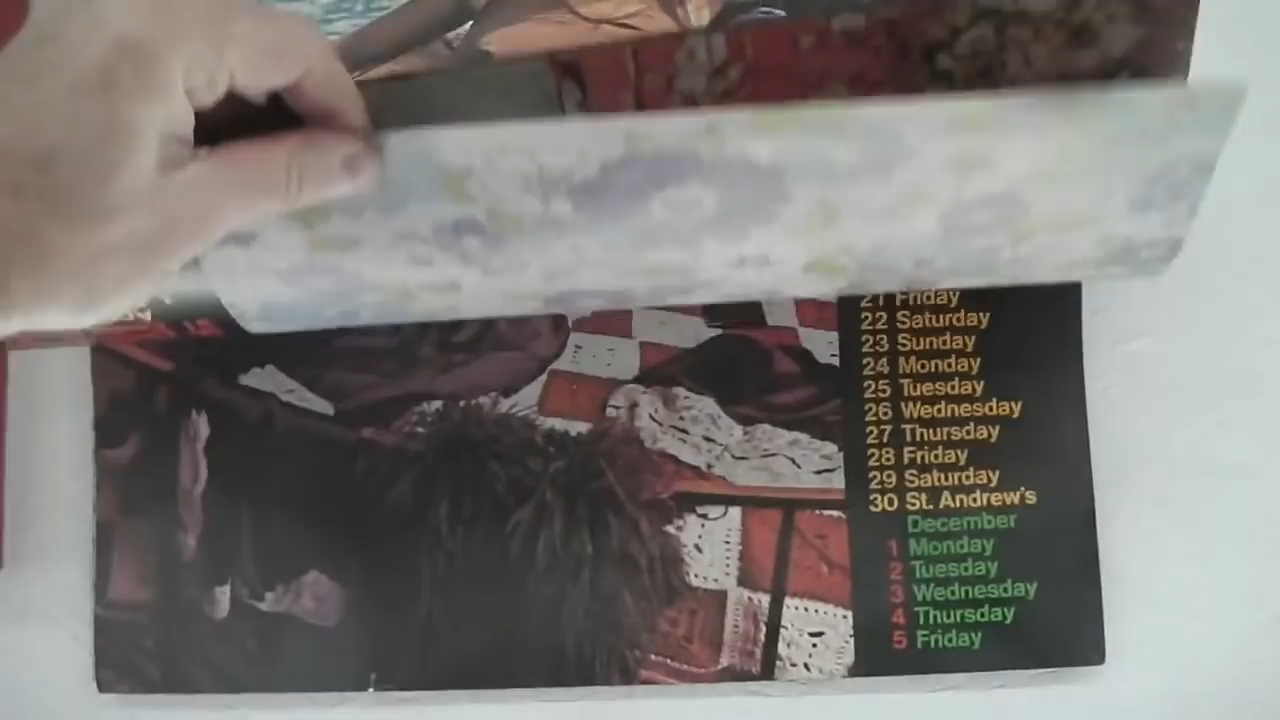 21 Friday
22 Saturday
23 Sunday
24 Monday
25 Tuesday
26 Wednesday
27 Thursday
28 Friday
29 Saturday
30 St. Andrew's
December
1 Monday
2 Tuesday
3 Wednesday
4 Thursday
5 Friday